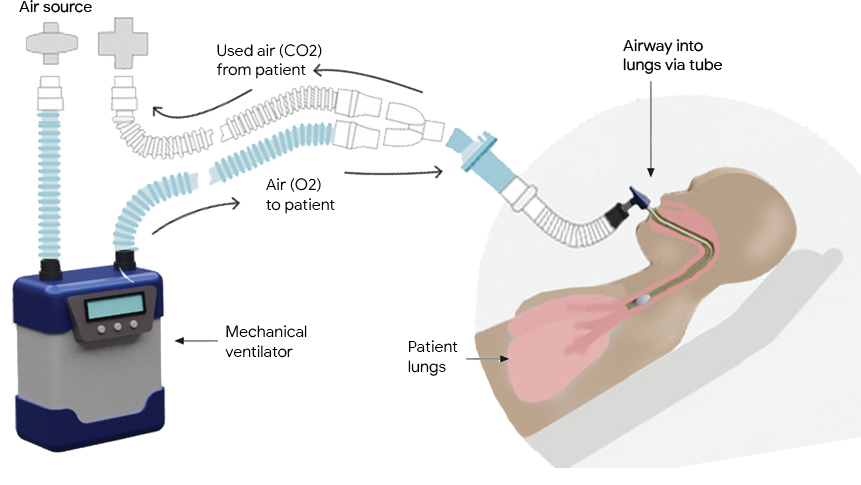 Air source
Used air (CO2)
from patient
Airway into
lungs via tube
Air (O2)
to patient
Mechanical
ventilator
Patient
lungs